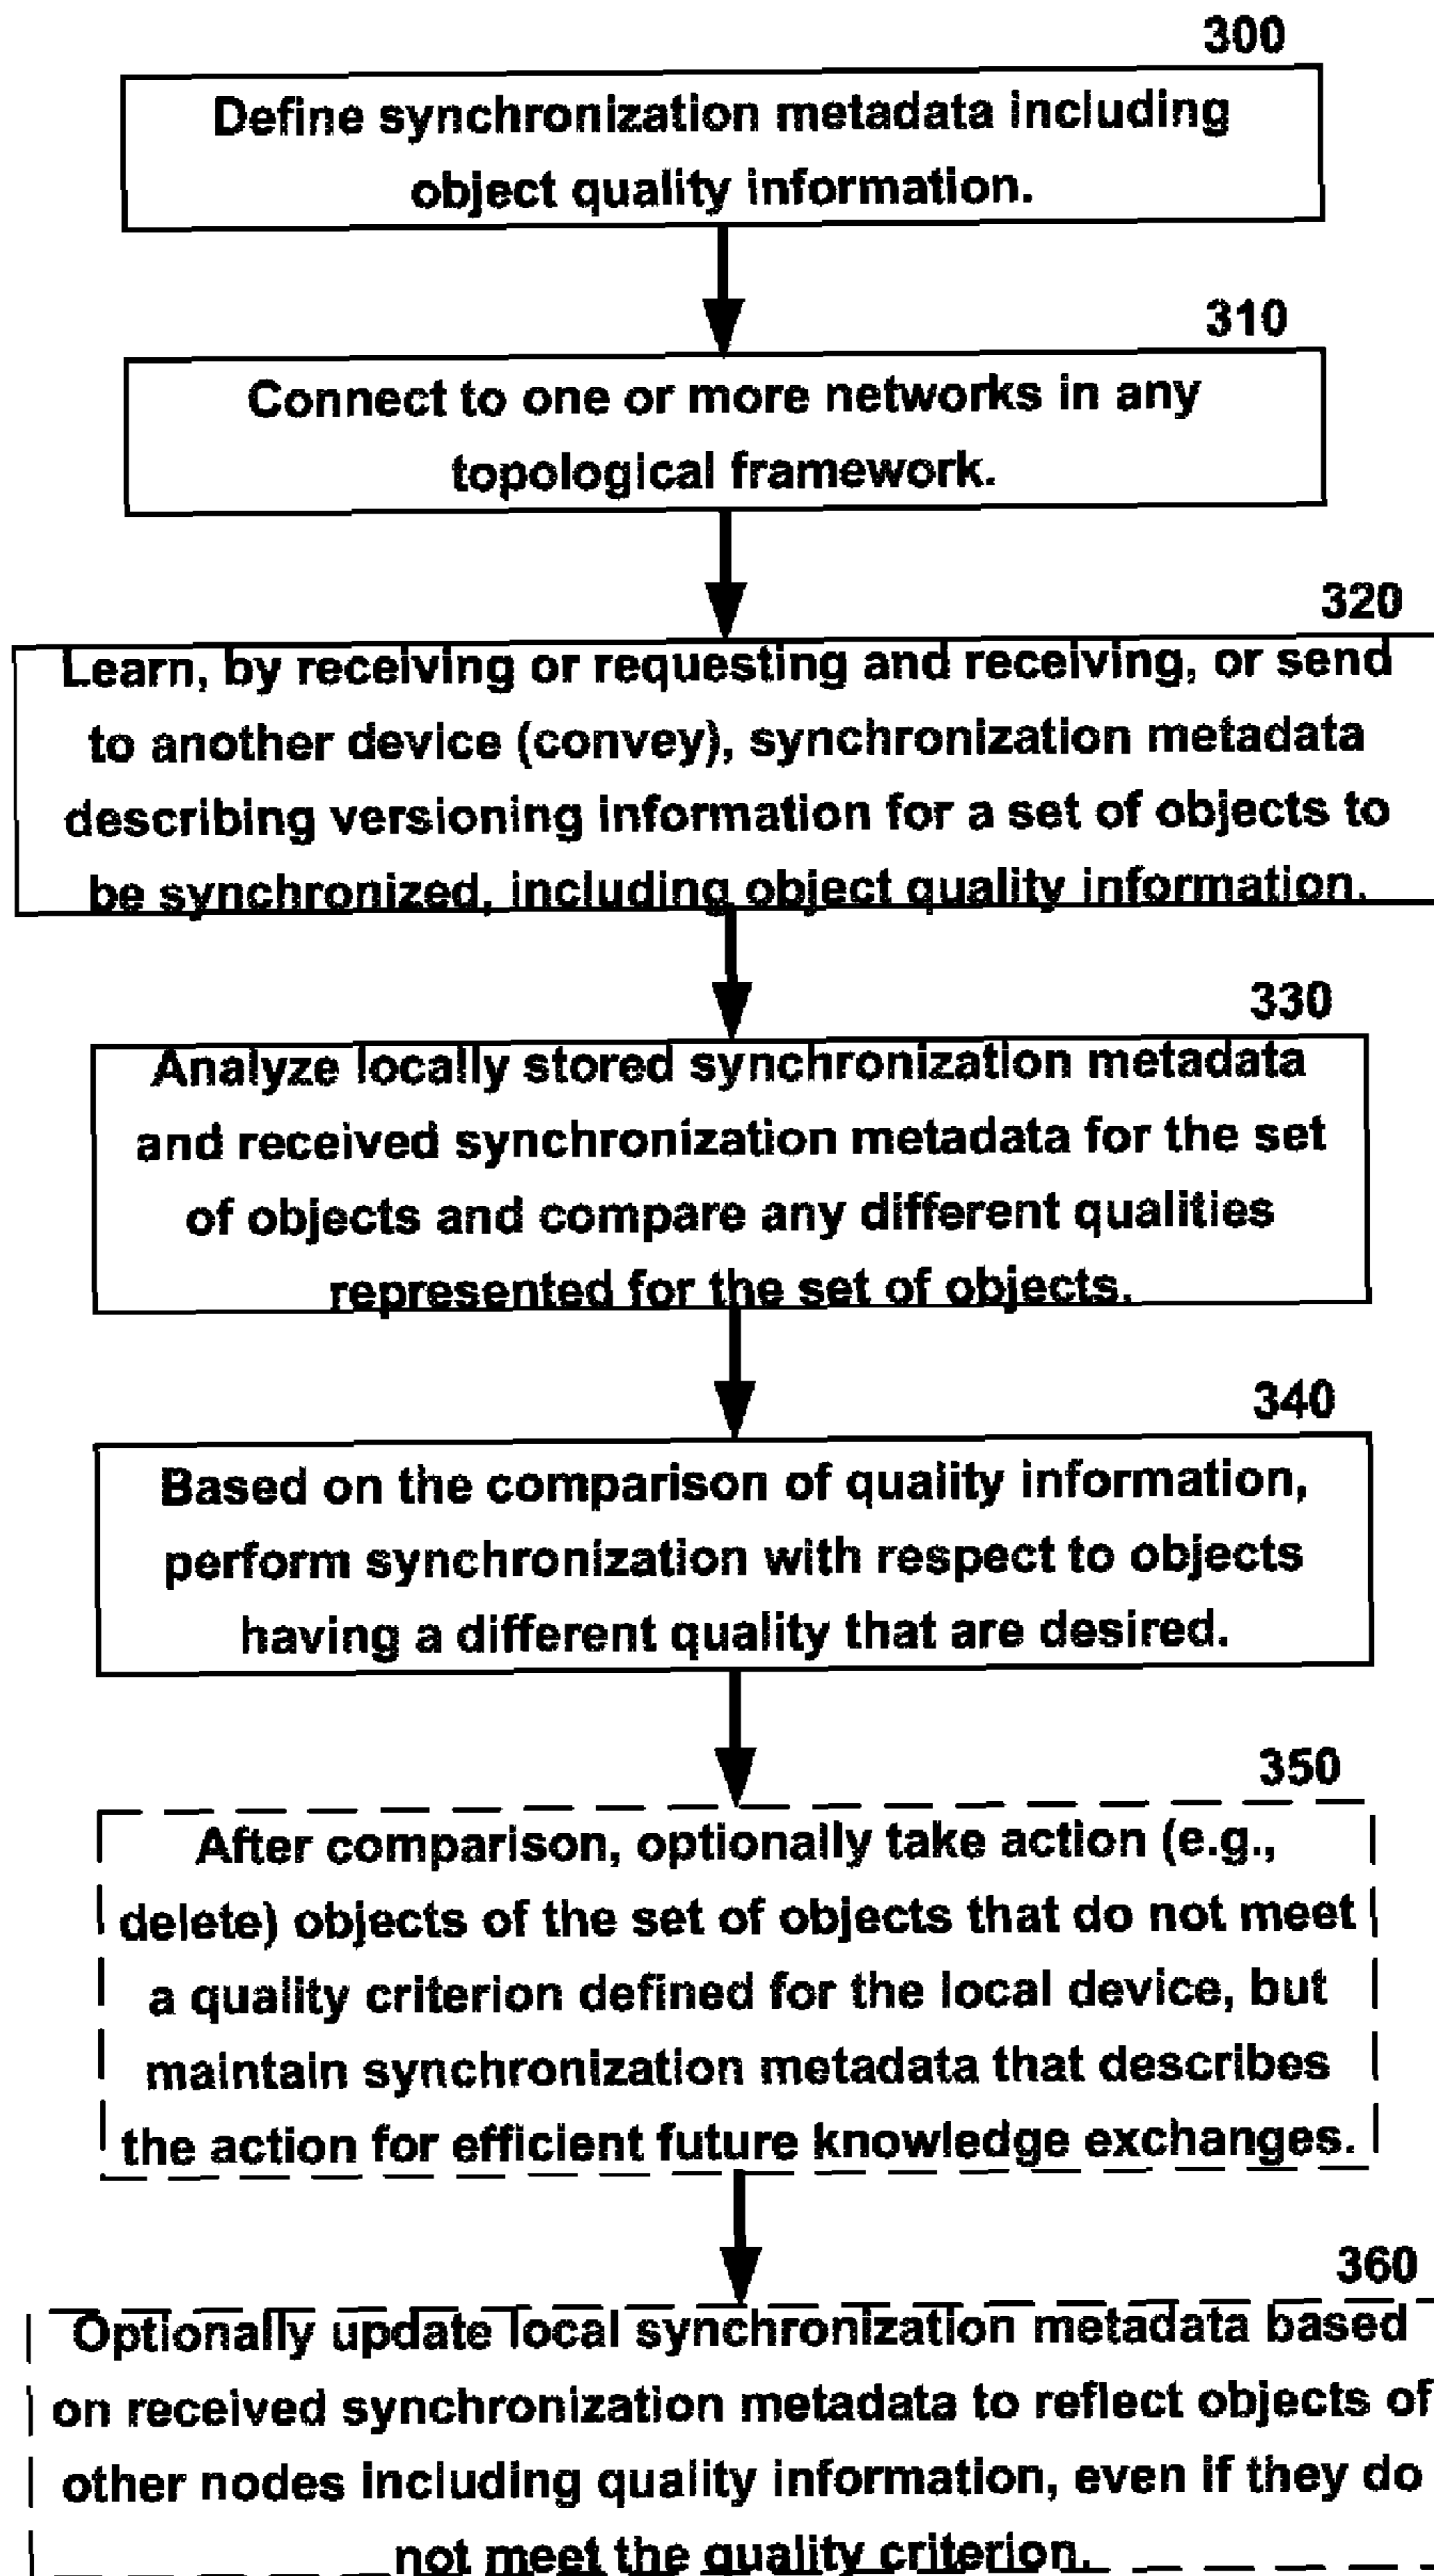 300
Define synchronization metadata including
object quality information.
310
Connect to one or more networks in any
topological framework.
320
Learn, by receiving or requesting and receiving, or send
to another device (convey), synchronization metadata
describing versioning information for a set of objects to
be synchronized, including object quality information.
330
Analyze locally stored synchronization metadata
and received synchronization metadata for the set
of objects and compare any different qualities
represented for the set of objects.
340
Based on the comparison of quality information,
perform synchronization with respect to objects
having a different quality that are desired.
350
After comparison, optionally take action (e.g.,
delete) objects of the set of objects that do not meet
a quality criterion defined for the local device, but
maintain synchronization metadata that describes
the action for efficient future knowledge exchanges.
360
Optionally update local synchronization metadata based
on received synchronization metadata to reflect objects of
other nodes including quality information, even if they do
not meet the quality criterion.